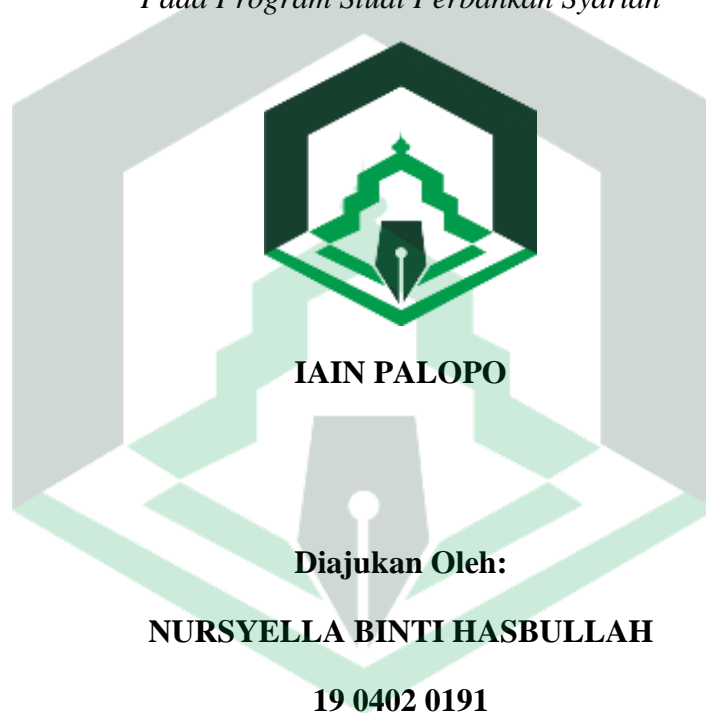 Pada Program Studi Perbankan Syariah
IAIN PALOPO
Diajukan Oleh:
NURSYELLA BINTI HASBULLAH
19 0402 0191